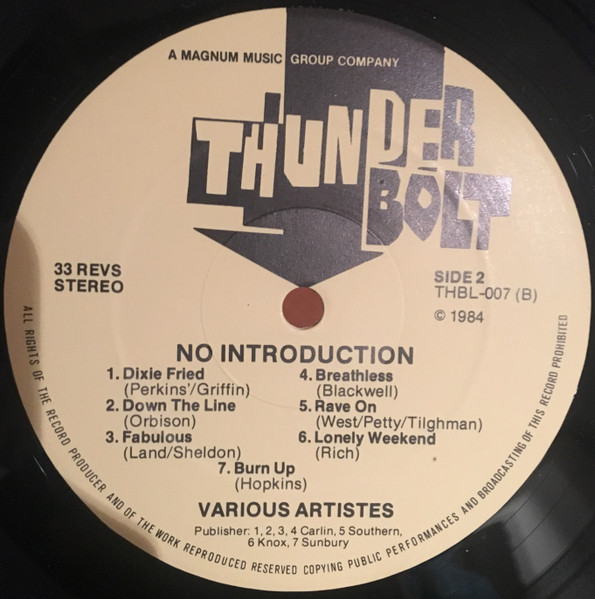 A MAGNUM MUSIC GROUP COMPANY
THUNDER
BOLT
33 REVS
STEREO
SIDE 2
THBL-007 (B)
© 1984
NO INTRODUCTION
1. Dixie Fried
(Perkins'/Griffin)
2. Down The Line
(Orbison)
3. Fabulous
(Land/Sheldon)
4. Breathless
(Blackwell)
5. Rave On
(West/Petty/Tilghman)
6. Lonely Weekend
(Rich)
7. Burn Up
(Hopkins)
VARIOUS ARTISTES
Publisher: 1, 2, 3, 4 Carlin, 5 Southern,
6 Knox, 7 Sunbury
ALL RIGHTS OF THE RECORD PRODUCER AND OF THE WORK REPRODUCED RESERVED COPYING PUBLIC PERFORMANCES AND BROADCASTING OF THIS RECORD PROHIBITED